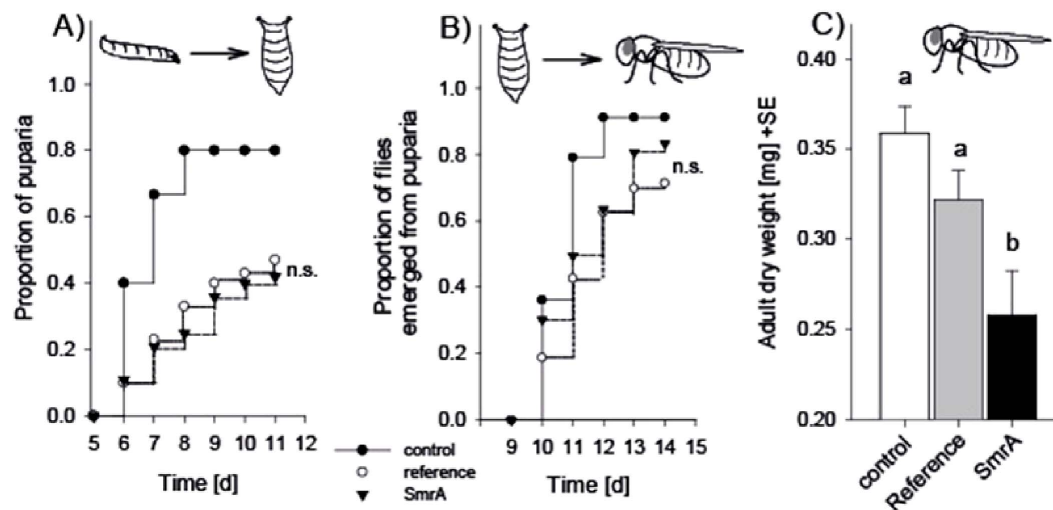 A)
Proportion of puparia
1.0
0.8
0.6
0.4
0.2
0.0
n.s.
5 6 7 8 9 10 11 12
Time [d]
B)
Proportion of flies
emerged from puparia
1.0
0.8
0.6
0.4
0.2
0.0
n.s.
9 10 11 12 13 14 15
Time [d]
control
reference
SmrA
C)
Adult dry weight [mg] +SE
0.40
0.35
0.30
0.25
0.20
a
a
b
control
Reference
SmrA